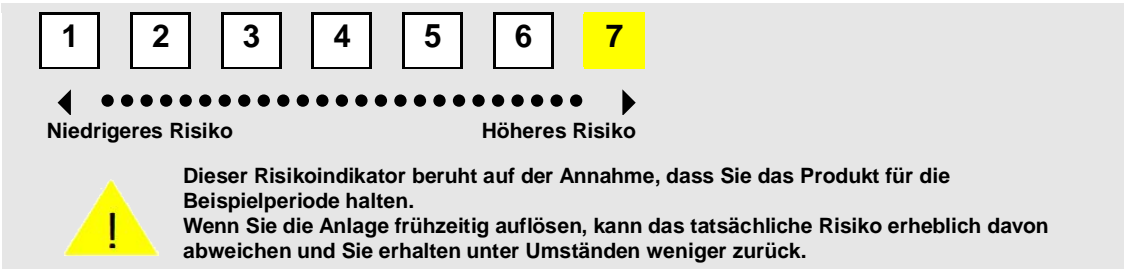 1 2 3 4 5 6 7
Niedrigeres Risiko Höheres Risiko
Dieser Risikoindikator beruht auf der Annahme, dass Sie das Produkt für die
Beispielperiode halten.
Wenn Sie die Anlage frühzeitig auflösen, kann das tatsächliche Risiko erheblich davon
abweichen und Sie erhalten unter Umständen weniger zurück.
!